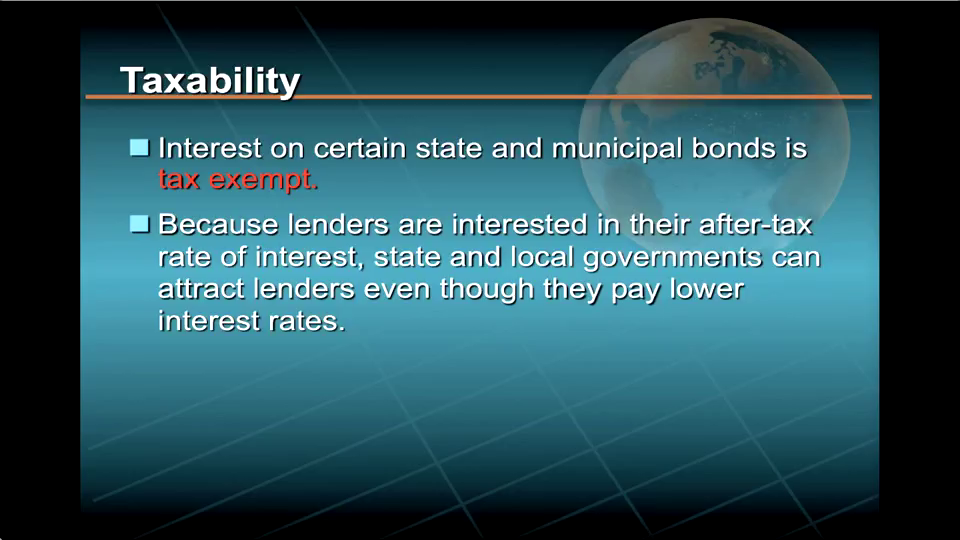 Taxability
Interest on certain state and municipal bonds is
tax exempt.
Because lenders are interested in their after-tax
rate of interest, state and local governments can
attract lenders even though they pay lower
interest rates.